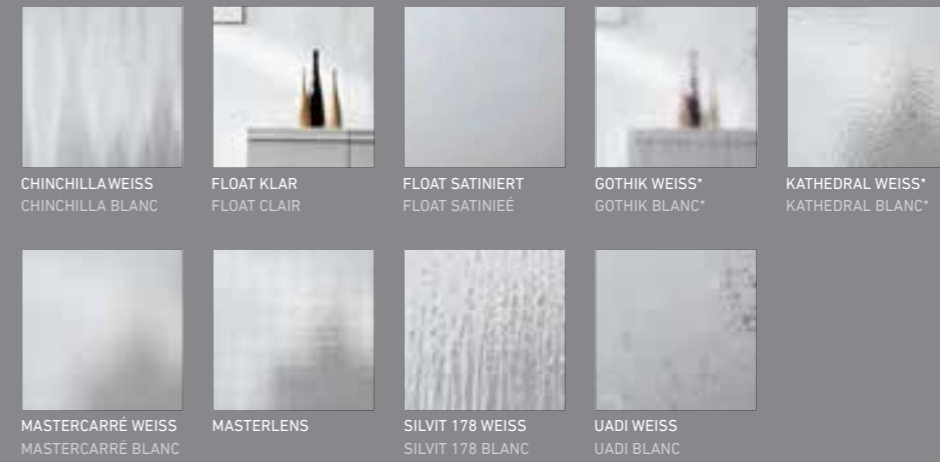 CHINCHILLA WEISS
CHINCHILLA BLANC
FLOAT KLAR
FLOAT CLAIR
FLOAT SATINIERT
FLOAT SATINIEÉ
GOTHIK WEISS*
GOTHIK BLANC*
KATHEDRAL WEISS*
KATHEDRAL BLANC*
MASTERCARRÉ WEISS
MASTERCARRÉ BLANC
MASTERLENS
SILVIT 178 WEISS
SILVIT 178 BLANC
UADI WEISS
UADI BLANC